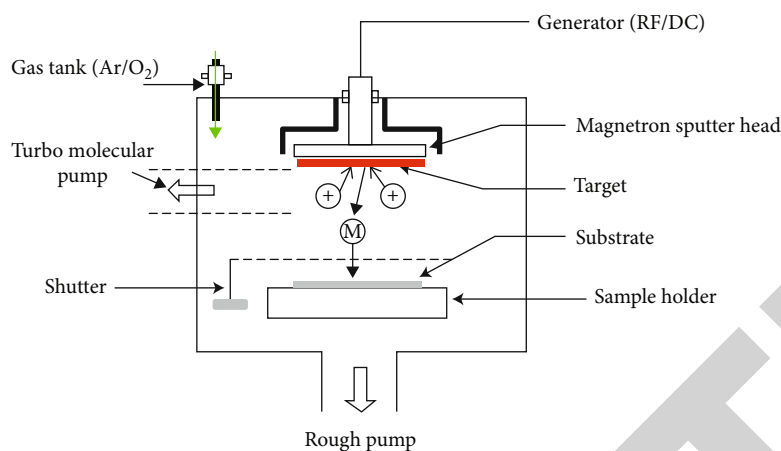 Generator (RF/DC)
Gas tank (Ar/O₂)
Magnetron sputter head
Turbo molecular
pump
Target
+
+
M
Substrate
Shutter
Sample holder
Rough pump